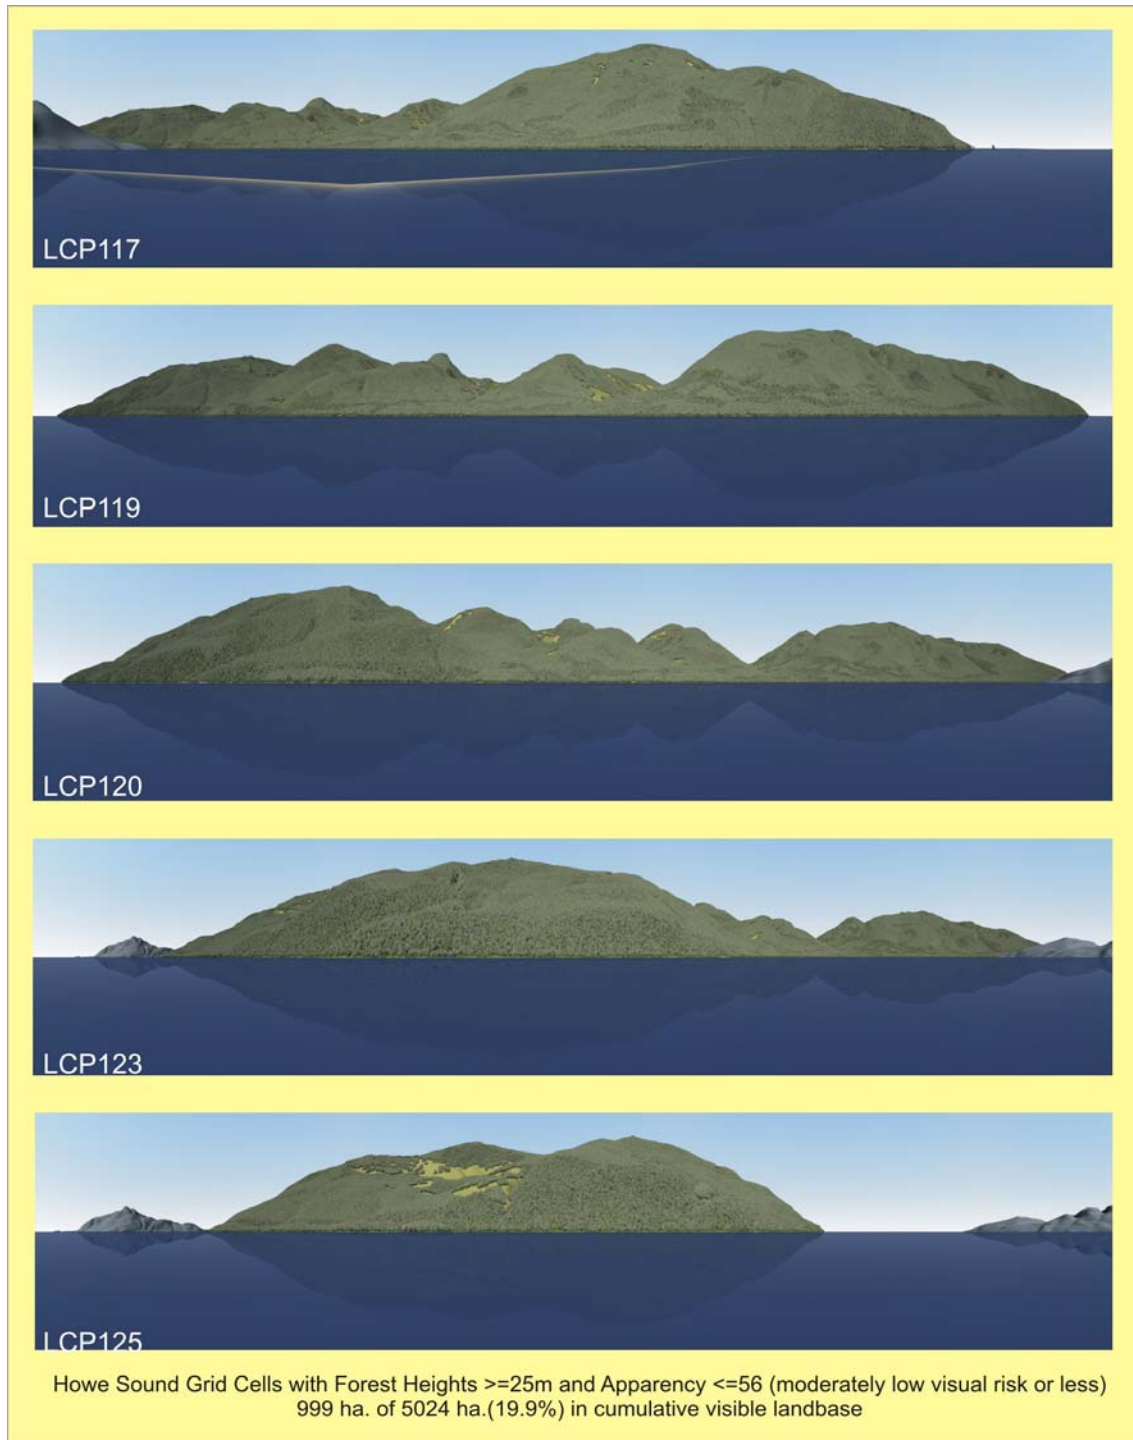 LCP117
LCP119
LCP120
LCP123
LCP125
Howe Sound Grid Cells with Forest Heights >=25m and Apparency <=56 (moderately low visual risk or less)
999 ha. of 5024 ha.(19.9%) in cumulative visible landbase